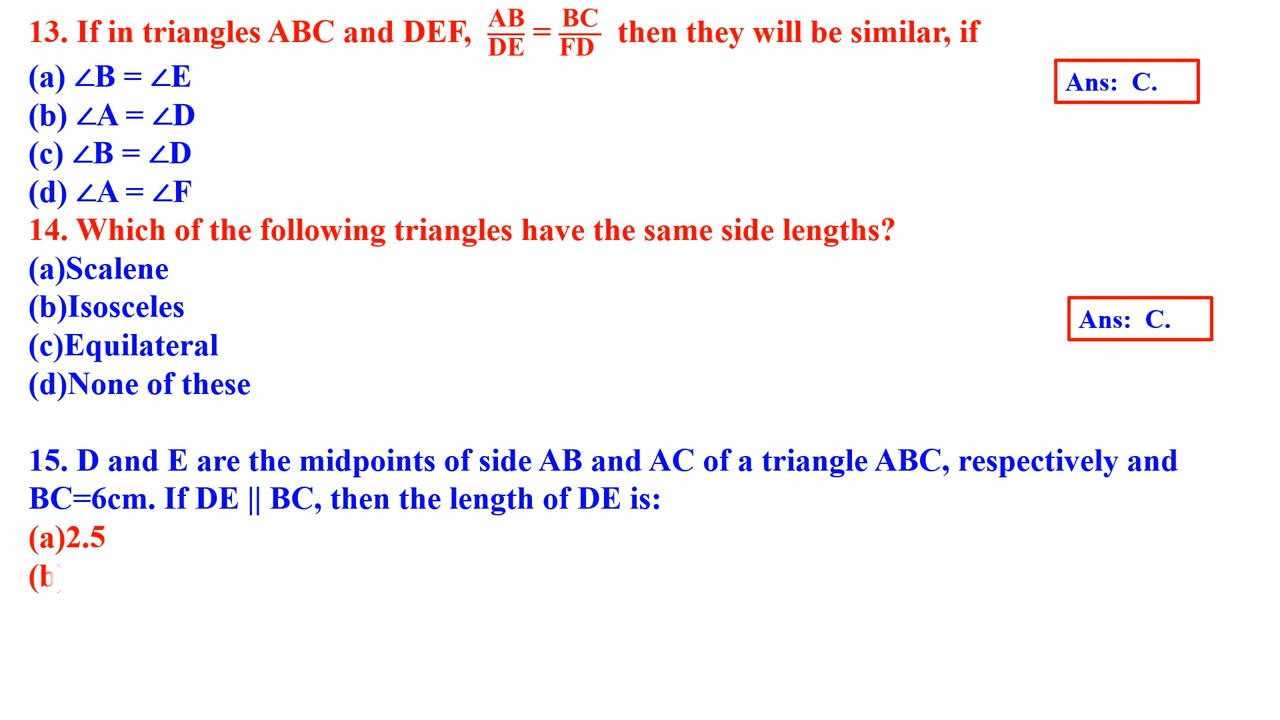 13. If in triangles ABC and DEF, AB/DE = BC/FD then they will be similar, if
(a) ∠B = ∠E
Ans: C.
(b) ∠A = ∠D
(c) ∠B = ∠D
(d) ∠A = ∠F
14. Which of the following triangles have the same side lengths?
(a)Scalene
(b)Isosceles
Ans: C.
(c)Equilateral
(d)None of these
15. D and E are the midpoints of side AB and AC of a triangle ABC, respectively and
BC=6cm. If DE || BC, then the length of DE is:
(a)2.5
(b)